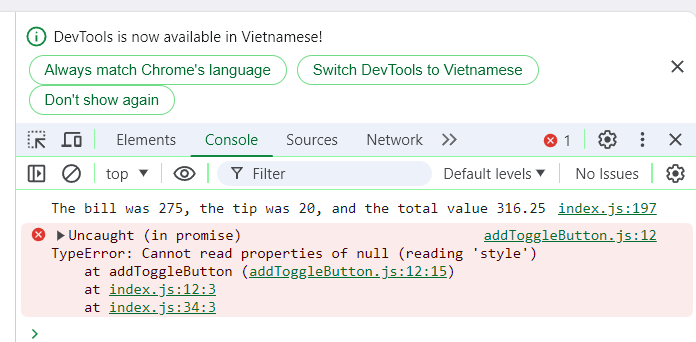 DevTools is now available in Vietnamese!
Always match Chrome's language
Switch DevTools to Vietnamese
Don't show again
Elements Console Sources Network 1
top Filter Default levels No Issues
The bill was 275, the tip was 20, and the total value 316.25 index.js:197
Uncaught (in promise) addToggleButton.js:12
TypeError: Cannot read properties of null (reading 'style')
at addToggleButton (addToggleButton.js:12:15)
at index.js:12:3
at index.js:34:3